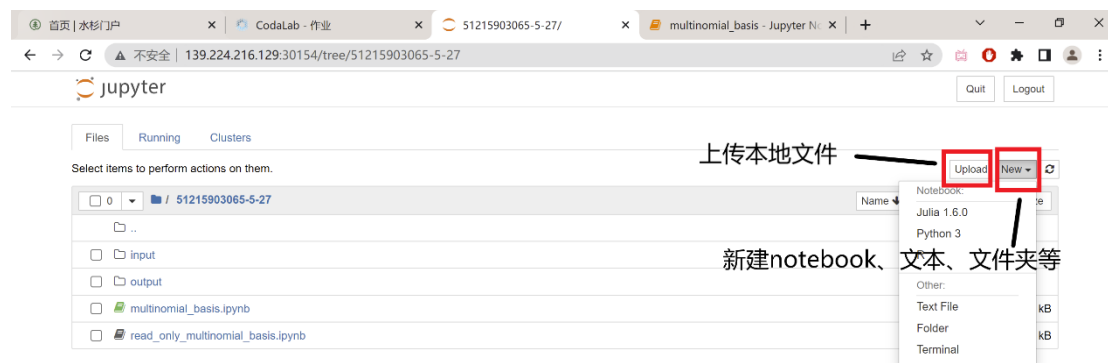 首页|水杉门户
CodaLab - 作业
51215903065-5-27/
multinomial_basis - Jupyter No
不安全 | 139.224.216.129:30154/tree/51215903065-5-27
jupyter
Quit
Logout
Files
Running
Clusters
Select items to perform actions on them.
上传本地文件
Upload
New
0
/ 51215903065-5-27
Name
Notebook:
Julia 1.6.0
Python 3
..
input
新建notebook、文本、文件夹等
output
Other:
multinomial_basis.ipynb
Text File
kB
read_only_multinomial_basis.ipynb
Folder
kB
Terminal